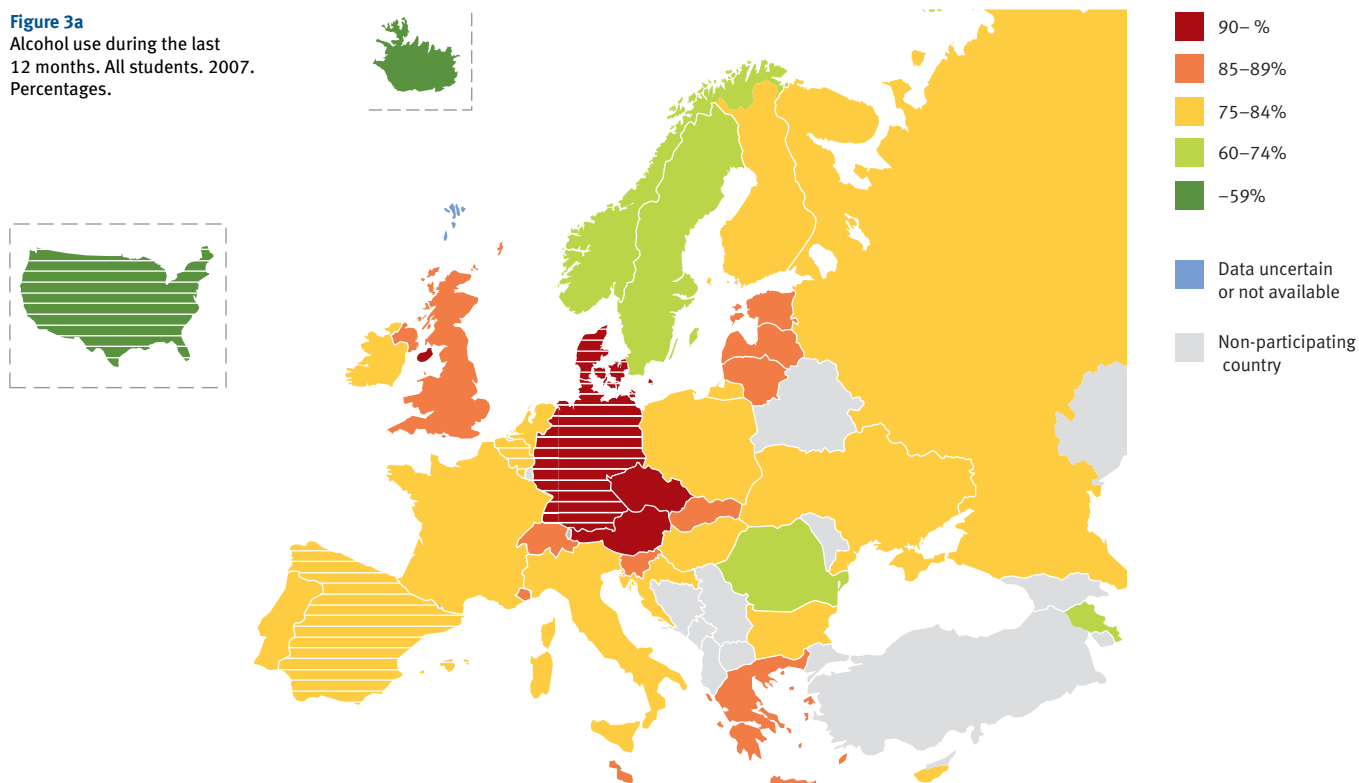 Figure 3a
Alcohol use during the last
12 months. All students. 2007.
Percentages.
90– %
85–89%
75–84%
60–74%
–59%
Data uncertain
or not available
Non-participating
country